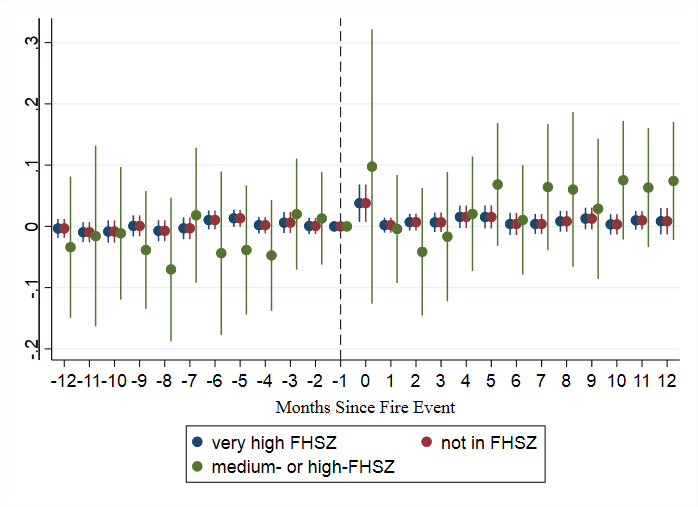 .3
.2
.1
0
-.1
-.2
-12 -11 -10 -9 -8 -7 -6 -5 -4 -3 -2 -1 0 1 2 3 4 5 6 7 8 9 10 11 12
Months Since Fire Event
very high FHSZ not in FHSZ
medium- or high-FHSZ